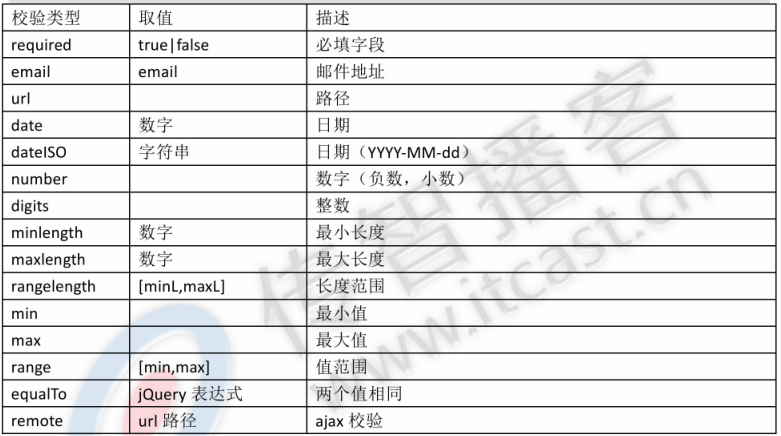 校验类型 取值 描述
required true|false 必填字段
email email 邮件地址
url 路径
date 数字 日期
dateISO 字符串 日期（YYYY-MM-dd）
number 数字（负数，小数）
digits 整数
minlength 数字 最小长度
maxlength 数字 最大长度
rangelength [minL,maxL] 长度范围
min 最小值
max 最大值
range [min,max] 值范围
equalTo jQuery 表达式 两个值相同
remote url 路径 ajax 校验
传智播客
www.itcast.cn